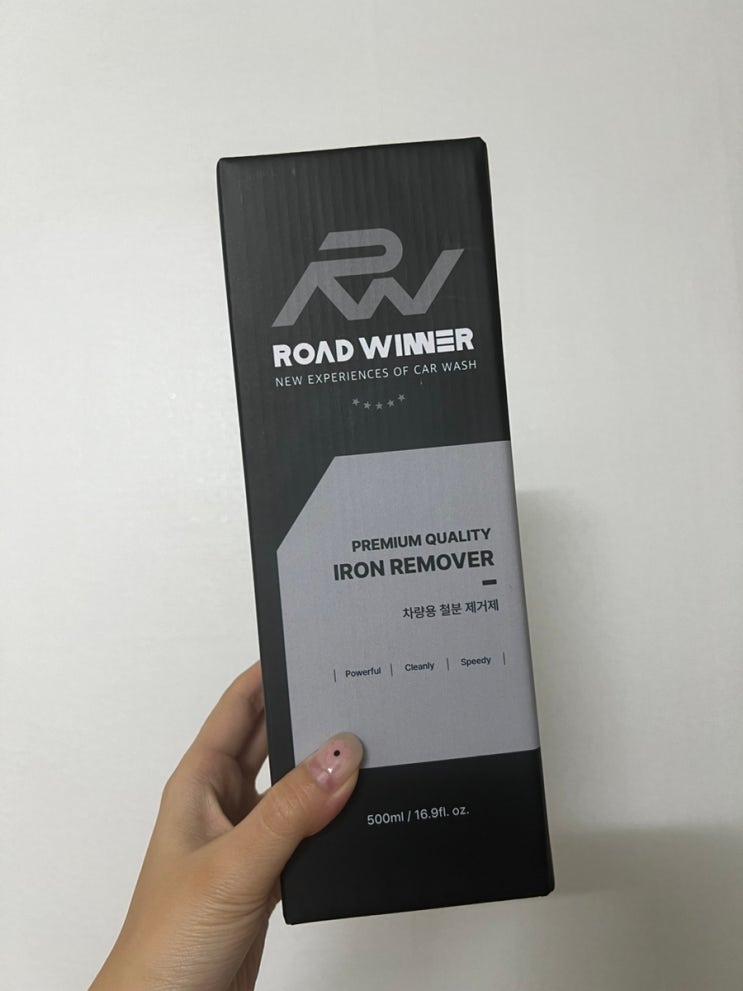 RW
ROAD WINNER
NEW EXPERIENCES OF CAR WASH
PREMIUM QUALITY
IRON REMOVER
차량용 철분 제거제
| Powerful | Cleanly | Speedy |
500ml / 16.9fl. oz.